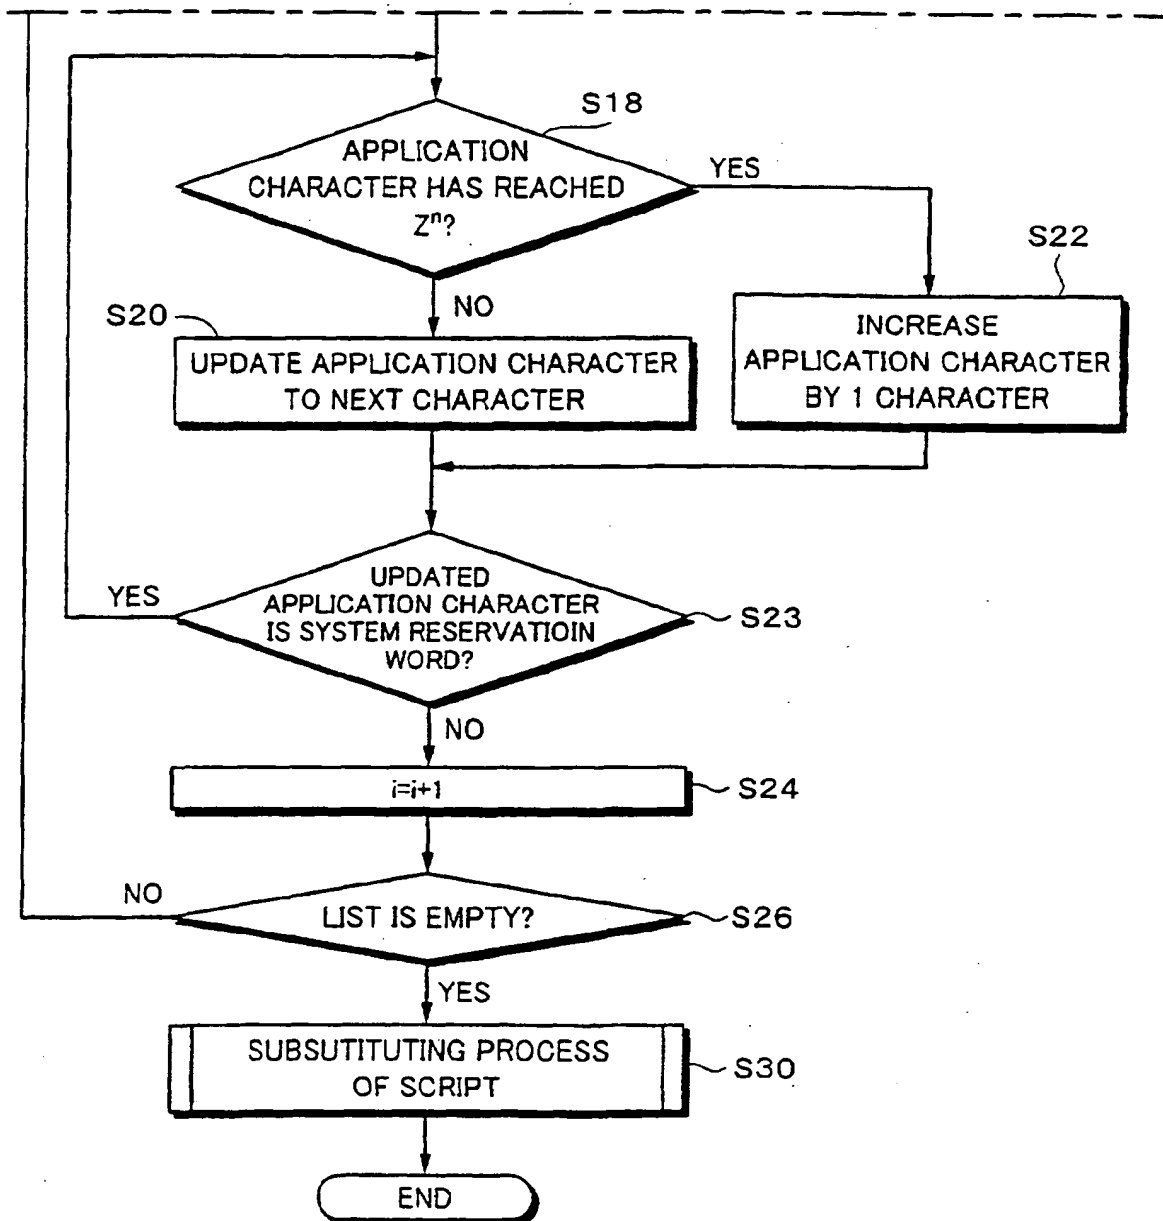 S18
APPLICATION
CHARACTER HAS REACHED
Zⁿ?
YES
NO
S22
INCREASE
APPLICATION CHARACTER
BY 1 CHARACTER
S20
UPDATE APPLICATION CHARACTER
TO NEXT CHARACTER
UPDATED
APPLICATION CHARACTER
IS SYSTEM RESERVATIOIN
WORD?
YES
S23
NO
i=i+1
S24
NO
LIST IS EMPTY?
S26
YES
SUBSUTITUTING PROCESS
OF SCRIPT
S30
END